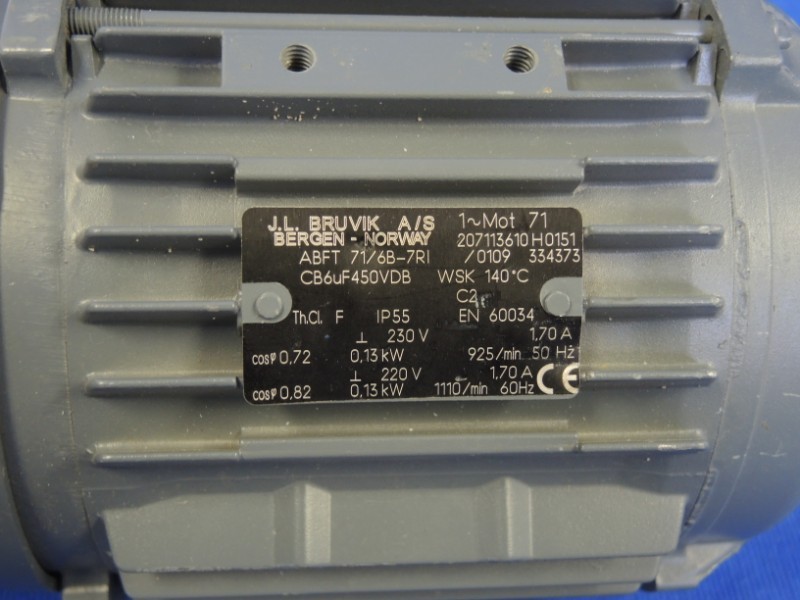 J.L. BRUVIK A/S 1~Mot 71
BERGEN - NORWAY 207113610 H0151
ABFT 71/6B-7RI /0109 334373
CB6uF450VDB WSK 140°C
C2
Th.Cl. F IP55 EN 60034
⊥ 230 V 1.70 A
cosφ 0,72 0,13 kW 925/min 50 Hz
⊥ 220 V 1,70 A
cosφ 0,82 0,13 kW 1110/min 60Hz CE